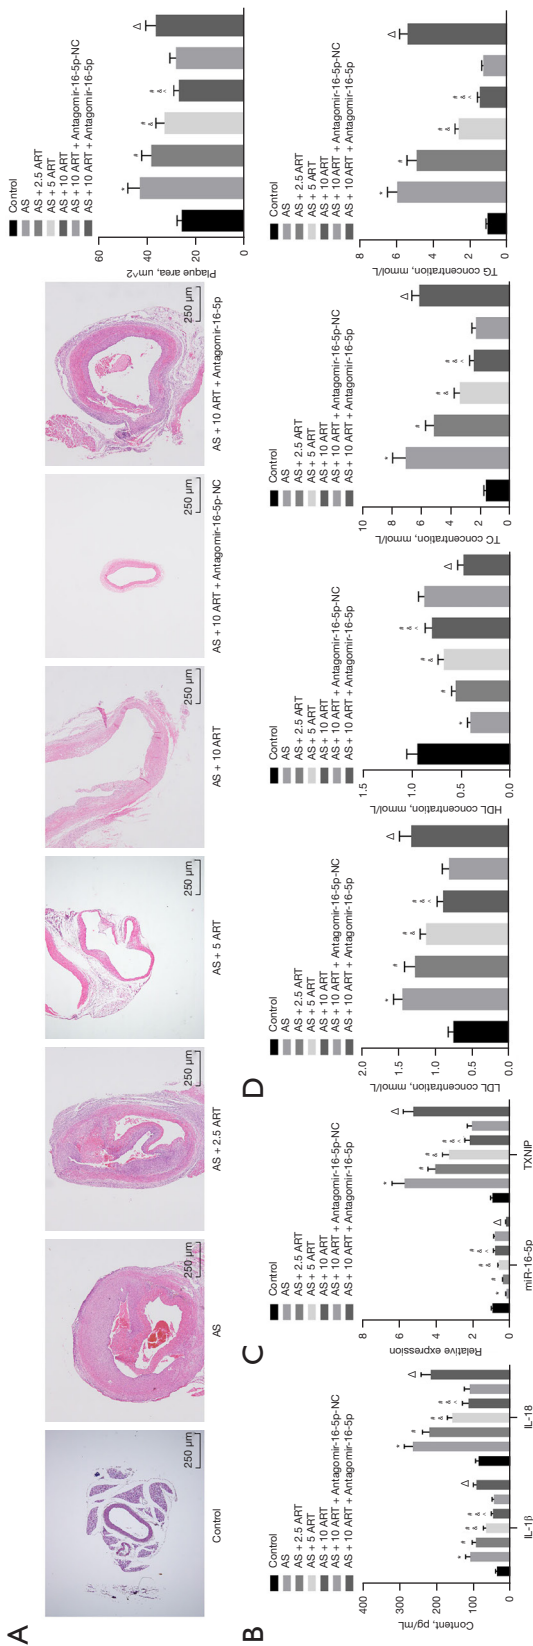 A
Control
250 µm
AS
250 µm
AS + 2.5 ART
250 µm
AS + 5 ART
250 µm
AS + 10 ART
250 µm
AS + 10 ART + Antagomir-16-5p-NC
250 µm
AS + 10 ART + Antagomir-16-5p
250 µm
Control
AS
AS + 2.5 ART
AS + 5 ART
AS + 10 ART
AS + 10 ART + Antagomir-16-5p-NC
AS + 10 ART + Antagomir-16-5p
Plaque area, um^2
60
40
20
0
*
#
# &
# & ^
Δ
B
Control
AS
AS + 2.5 ART
AS + 5 ART
AS + 10 ART
AS + 10 ART + Antagomir-16-5p-NC
AS + 10 ART + Antagomir-16-5p
Content, pg/mL
400
300
200
100
0
*
#
# &
# & ^
Δ
*
#
# &
# & ^
Δ
IL-1β
IL-18
C
Control
AS
AS + 2.5 ART
AS + 5 ART
AS + 10 ART
AS + 10 ART + Antagomir-16-5p-NC
AS + 10 ART + Antagomir-16-5p
Relative expression
8
6
4
2
0
*
#
# &
# & ^
Δ
*
#
# &
# & ^
Δ
miR-16-5p
TXNIP
D
Control
AS
AS + 2.5 ART
AS + 5 ART
AS + 10 ART
AS + 10 ART + Antagomir-16-5p-NC
AS + 10 ART + Antagomir-16-5p
LDL concentration, mmol/L
2.0
1.5
1.0
0.5
0.0
*
#
# &
# & ^
Δ
Control
AS
AS + 2.5 ART
AS + 5 ART
AS + 10 ART
AS + 10 ART + Antagomir-16-5p-NC
AS + 10 ART + Antagomir-16-5p
HDL concentration, mmol/L
1.5
1.0
0.5
0.0
*
#
# &
# & ^
Δ
Control
AS
AS + 2.5 ART
AS + 5 ART
AS + 10 ART
AS + 10 ART + Antagomir-16-5p-NC
AS + 10 ART + Antagomir-16-5p
TC concentration, mmol/L
10
8
6
4
2
0
*
#
# &
# & ^
Δ
Control
AS
AS + 2.5 ART
AS + 5 ART
AS + 10 ART
AS + 10 ART + Antagomir-16-5p-NC
AS + 10 ART + Antagomir-16-5p
TG concentration, mmol/L
8
6
4
2
0
*
#
# &
# & ^
Δ